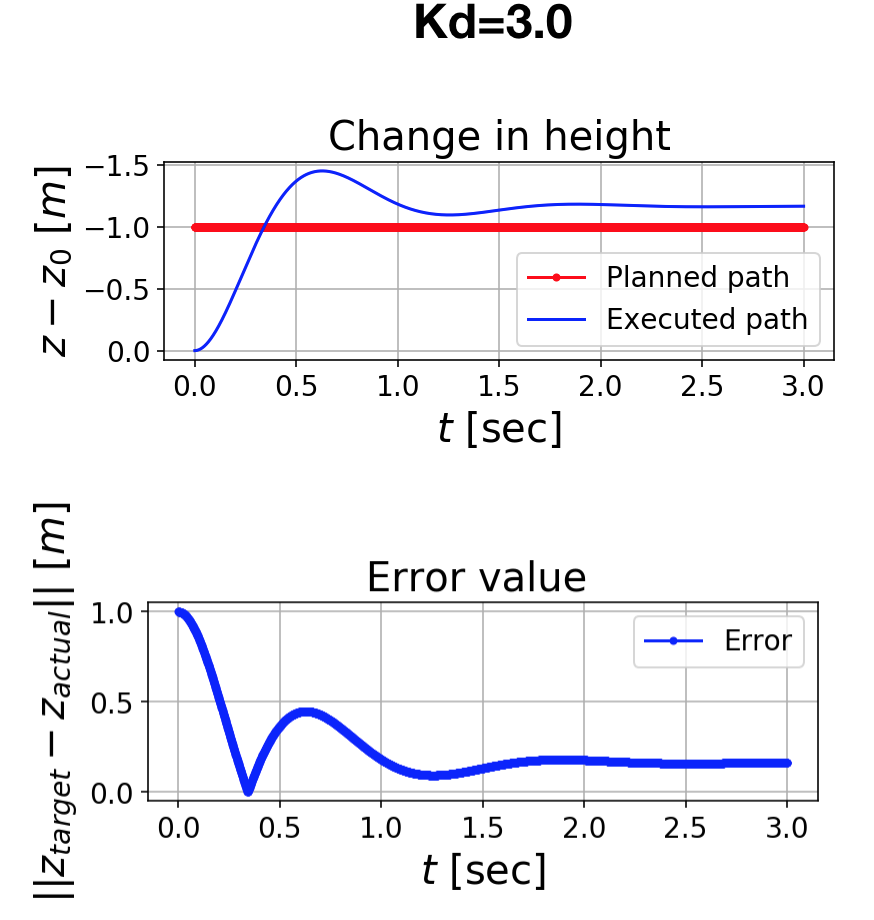 Kd=3.0
Change in height
z − z0 [m]
−1.5
−1.0
−0.5
0.0
Planned path
Executed path
0.0 0.5 1.0 1.5 2.0 2.5 3.0
t [sec]
Error value
||ztarget − zactual|| [m]
1.0
0.5
0.0
Error
0.0 0.5 1.0 1.5 2.0 2.5 3.0
t [sec]